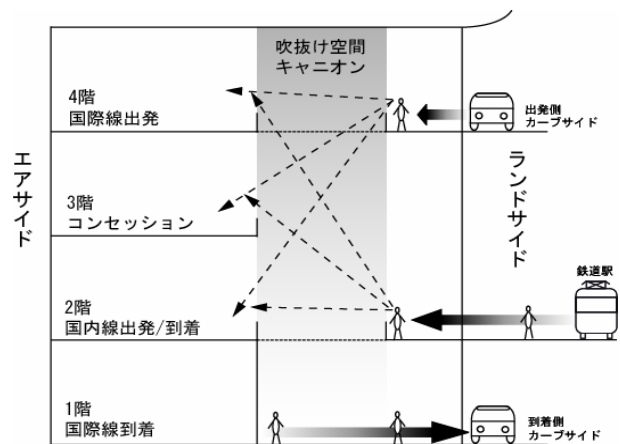 吹抜け空間
キャニオン
4階
国際線出発
出発側
カーブサイド
エアサイド
ランドサイド
3階
コンセッション
鉄道駅
2階
国内線出発/到着
1階
国際線到着
到着側
カーブサイド